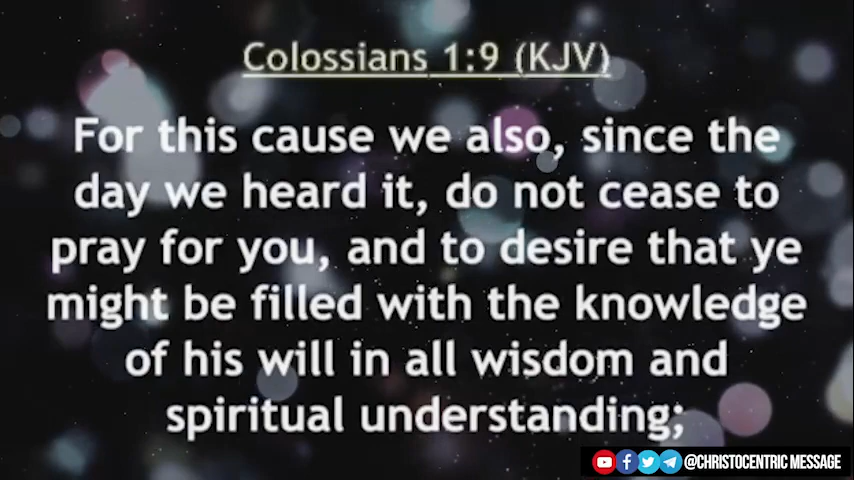 Colossians 1:9 (KJV)
For this cause we also, since the
day we heard it, do not cease to
pray for you, and to desire that ye
might be filled with the knowledge
of his will in all wisdom and
spiritual understanding;
@CHRISTOCENTRIC MESSAGE